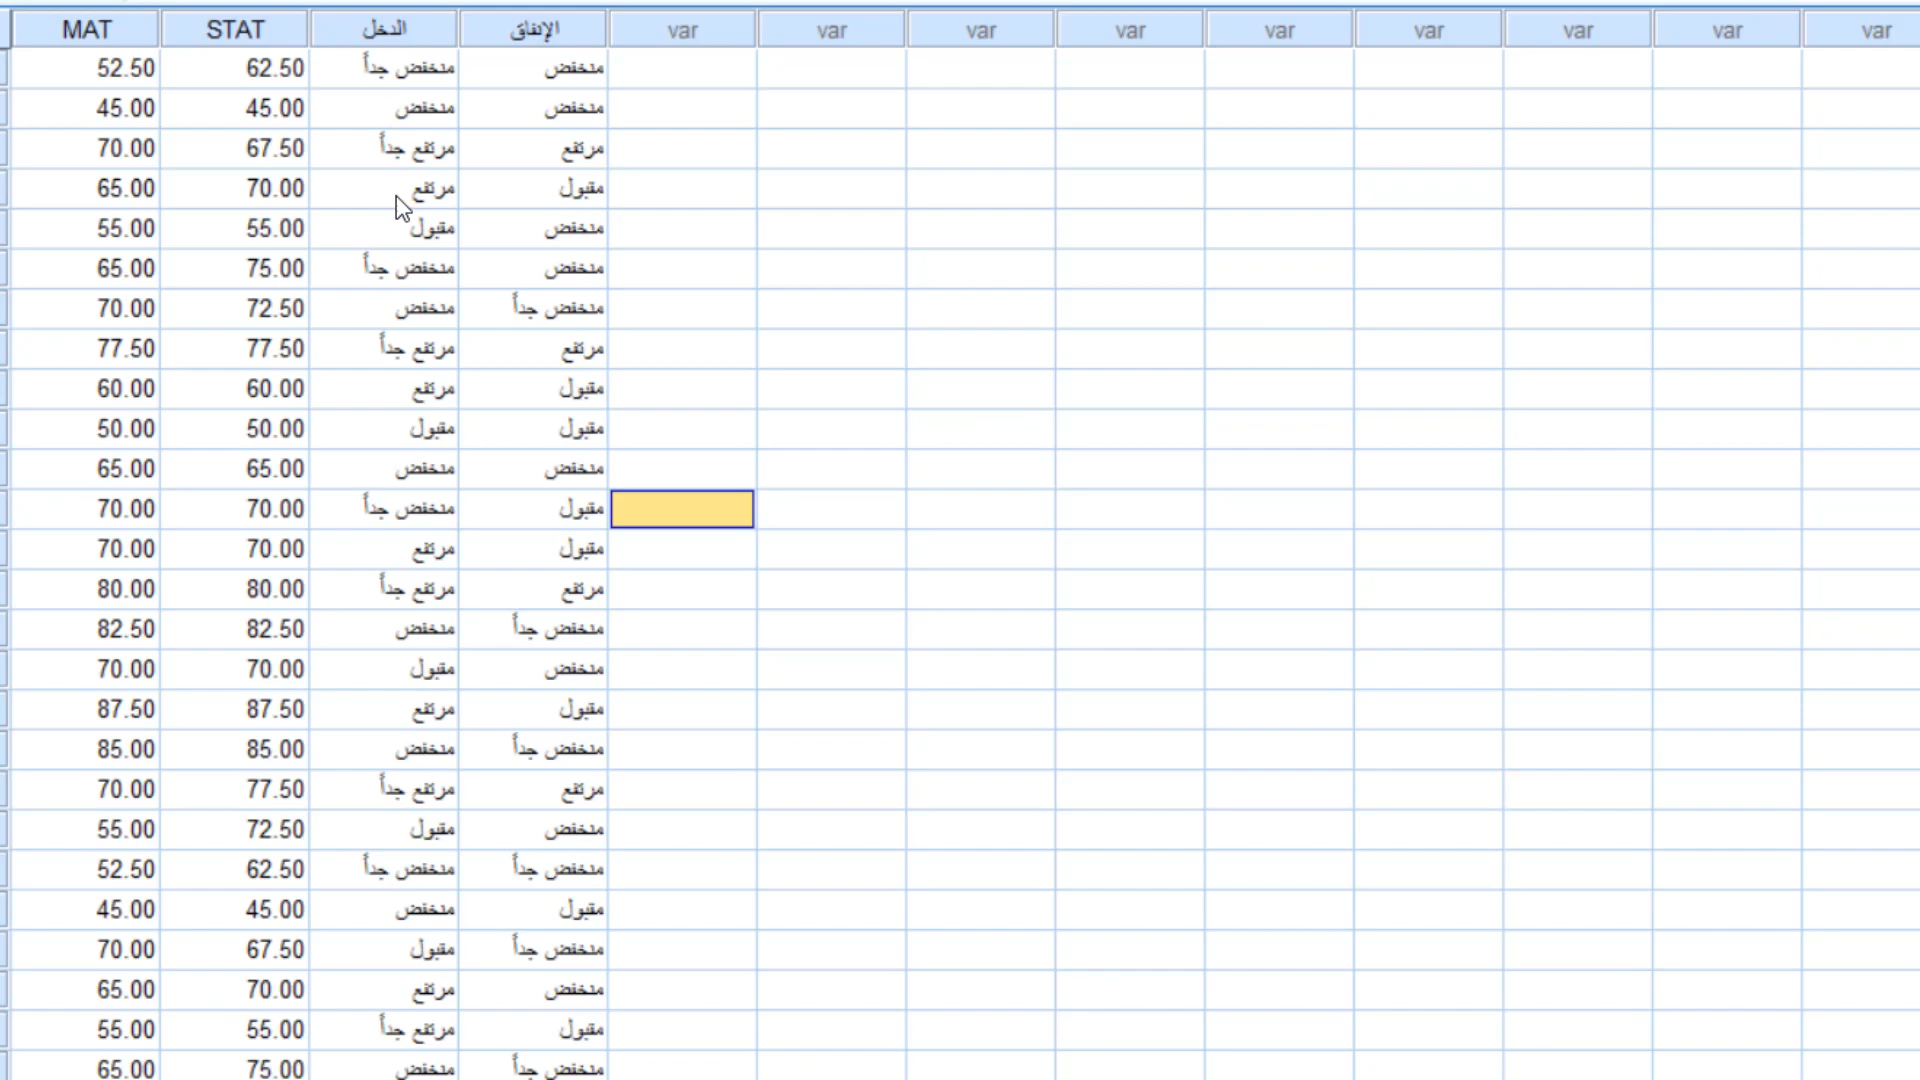 MAT STAT الدخل الإنفاق var var var var var var var var var
52.50 62.50 منخفض جداً منخفض
45.00 45.00 منخفض منخفض
70.00 67.50 مرتفع جداً مرتفع
65.00 70.00 مرتفع مقبول
55.00 55.00 مقبول منخفض
65.00 75.00 منخفض جداً منخفض
70.00 72.50 منخفض منخفض جداً
77.50 77.50 مرتفع جداً مرتفع
60.00 60.00 مرتفع مقبول
50.00 50.00 مقبول مقبول
65.00 65.00 منخفض منخفض
70.00 70.00 منخفض جداً مقبول
70.00 70.00 مرتفع مقبول
80.00 80.00 مرتفع جداً مرتفع
82.50 82.50 منخفض منخفض جداً
70.00 70.00 مقبول منخفض
87.50 87.50 مرتفع مقبول
85.00 85.00 منخفض منخفض جداً
70.00 77.50 مرتفع جداً مرتفع
55.00 72.50 مقبول منخفض
52.50 62.50 منخفض جداً منخفض جداً
45.00 45.00 منخفض مقبول
70.00 67.50 مقبول منخفض جداً
65.00 70.00 مرتفع منخفض
55.00 55.00 مرتفع جداً مقبول
65.00 75.00 منخفض منخفض جداً